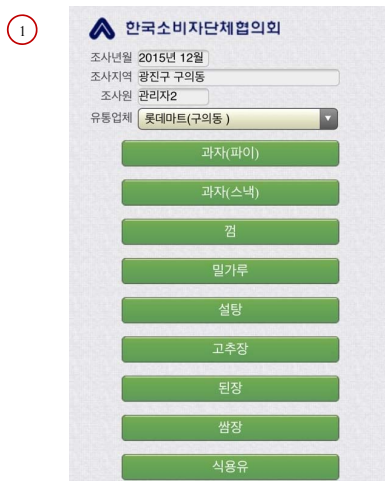 1
한국소비자단체협의회
조사년월 2015년 12월
조사지역 광진구 구의동
조사원 관리자2
유통업체 롯데마트(구의동 )
과자(파이)
과자(스낵)
껌
밀가루
설탕
고추장
된장
쌈장
식용유